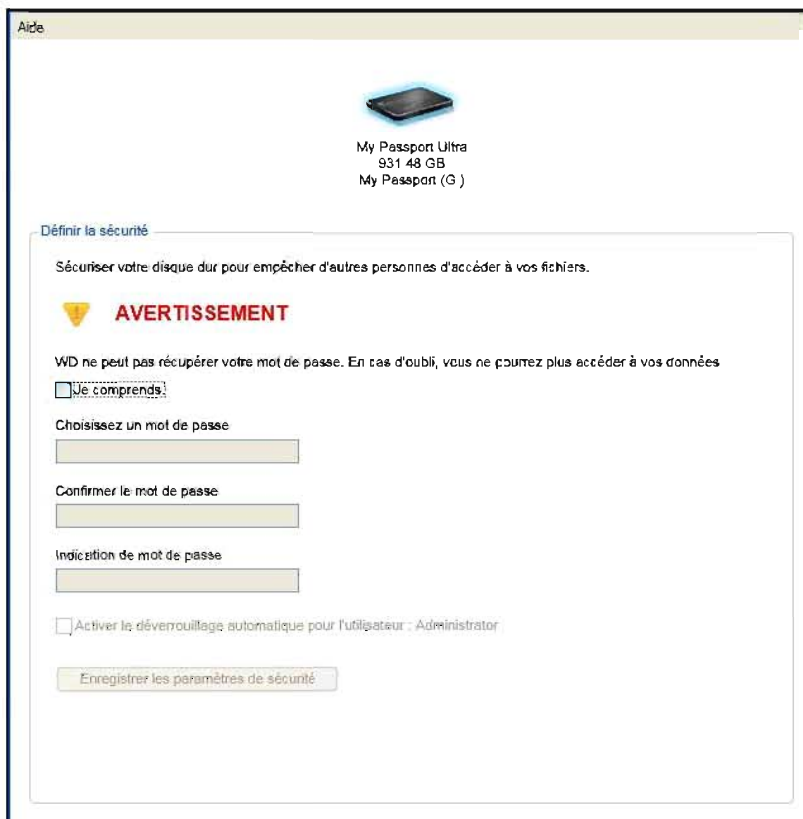 Aide
My Passport Ultra
931 48 GB
My Passport (G )
Définir la sécurité
Sécuriser votre disque dur pour empêcher d'autres personnes d'accéder à vos fichiers.
AVERTISSEMENT
WD ne peut pas récupérer votre mot de passe. En cas d'oubli, vous ne pourrez plus accéder à vos données
Je comprends.
Choisissez un mot de passe
Confirmer le mot de passe
Indication de mot de passe
Activer le déverrouillage automatique pour l'utilisateur : Administrator
Enregistrer les paramètres de sécurité